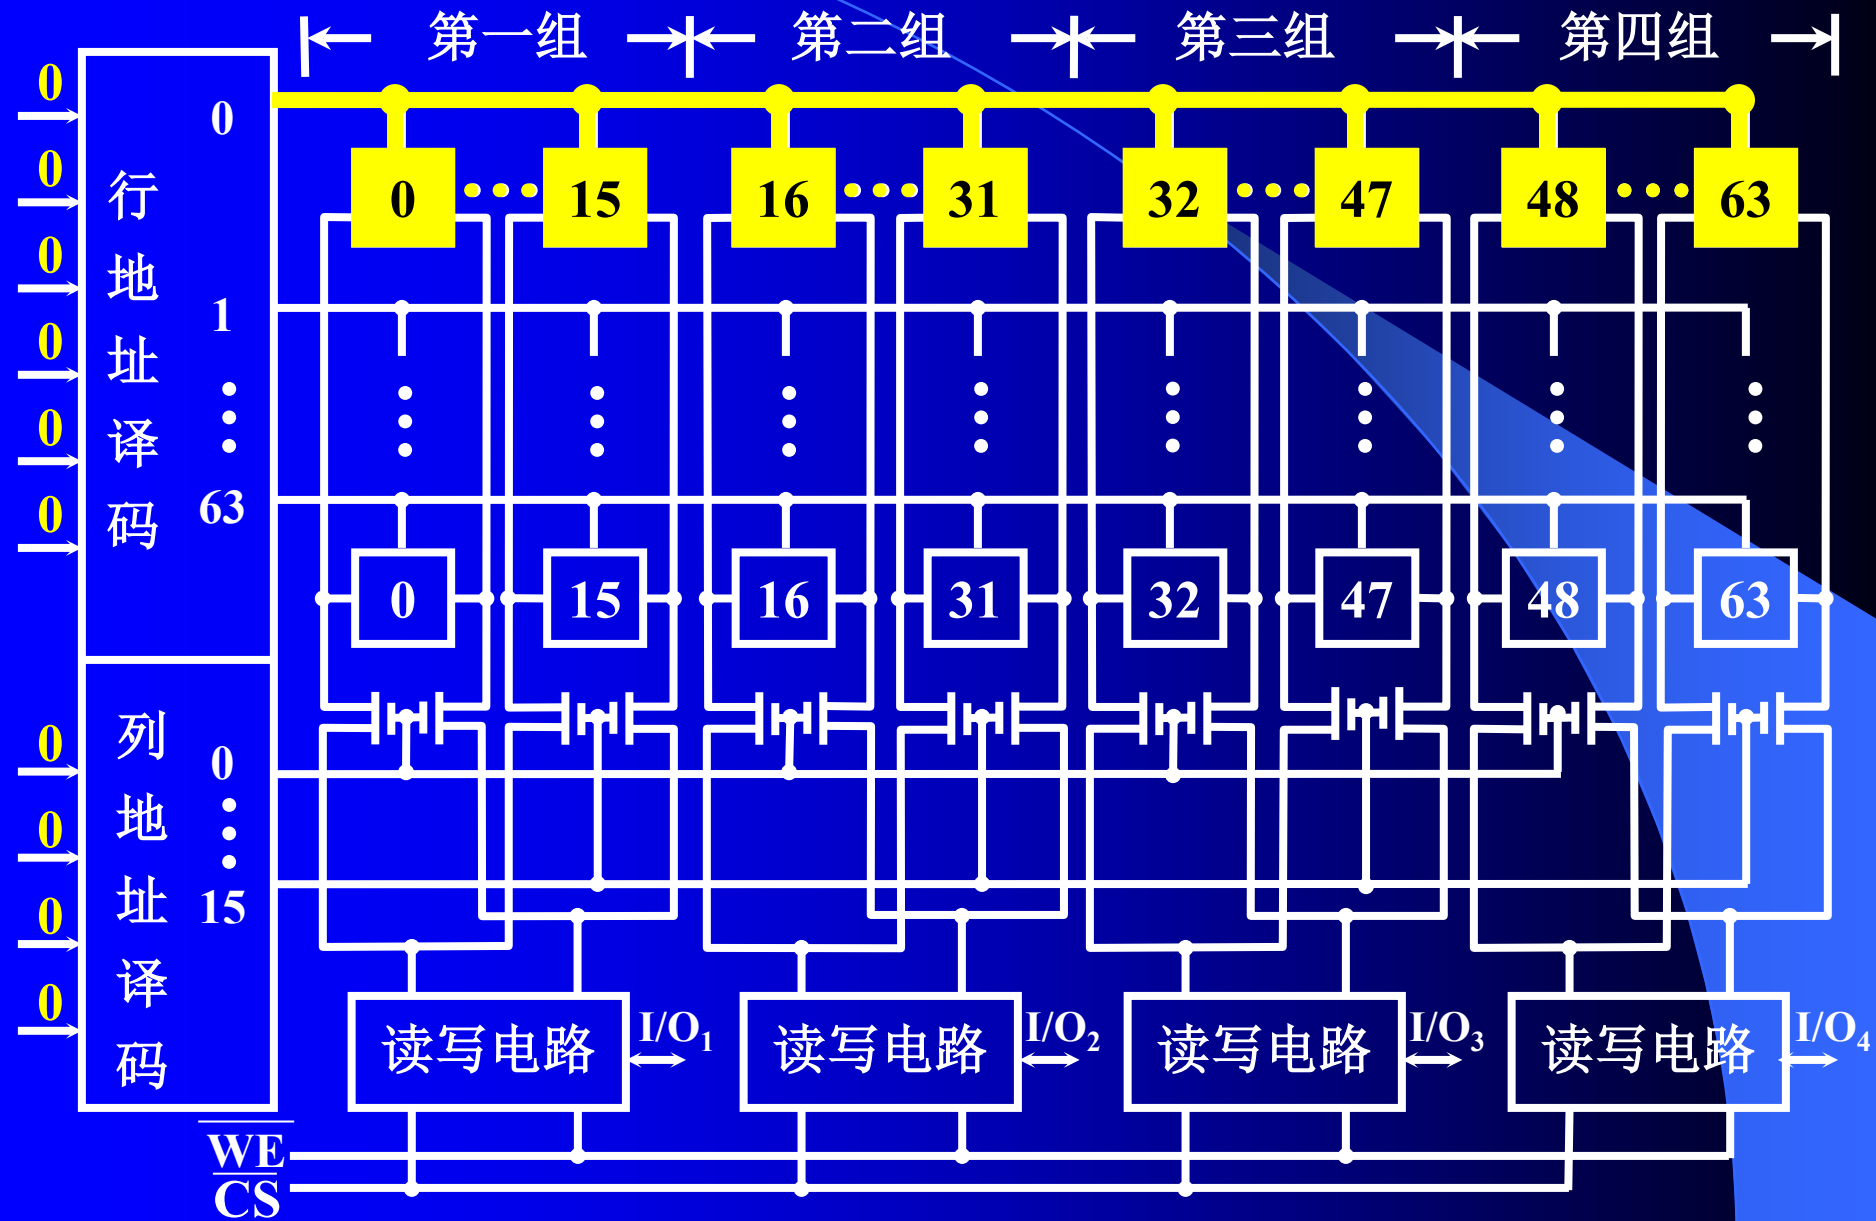 第一组 第二组 第三组 第四组
0 0
0 行 0 15 16 31 32 47 48 63
0 地
0 址 1
0 译
0 码 63
0 15 16 31 32 47 48 63
0 列 0
0 地
0 址 15
0 译
码
读写电路 I/O₁ 读写电路 I/O₂ 读写电路 I/O₃ 读写电路 I/O₄
W̅E̅
C̅S̅